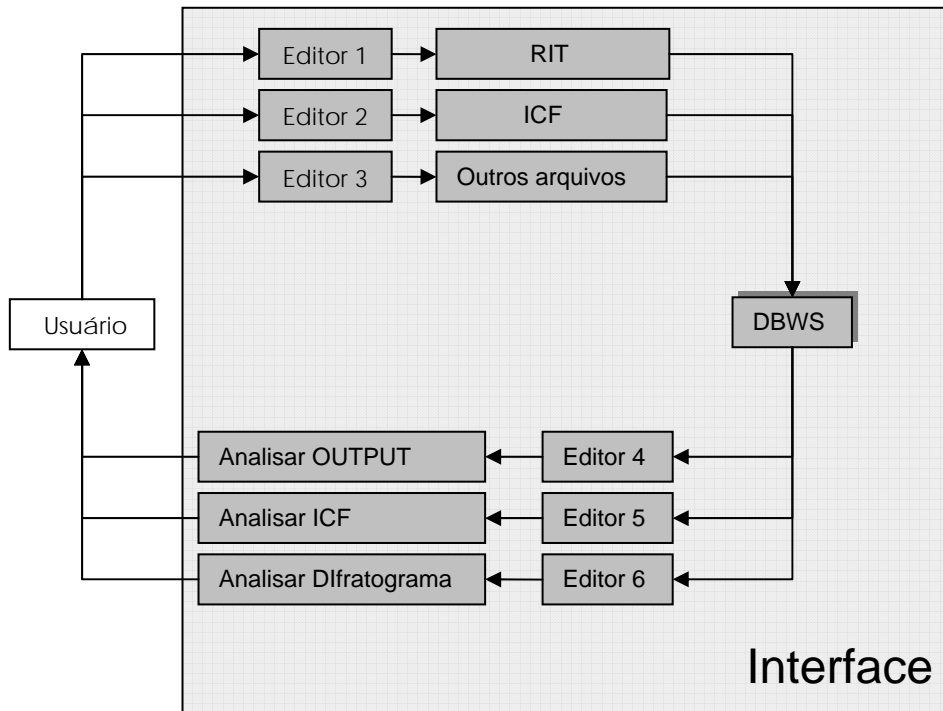 Editor 1
RIT
Editor 2
ICF
Editor 3
Outros arquivos
Usuário
DBWS
Analisar OUTPUT
Editor 4
Analisar ICF
Editor 5
Analisar DIfratograma
Editor 6
Interface